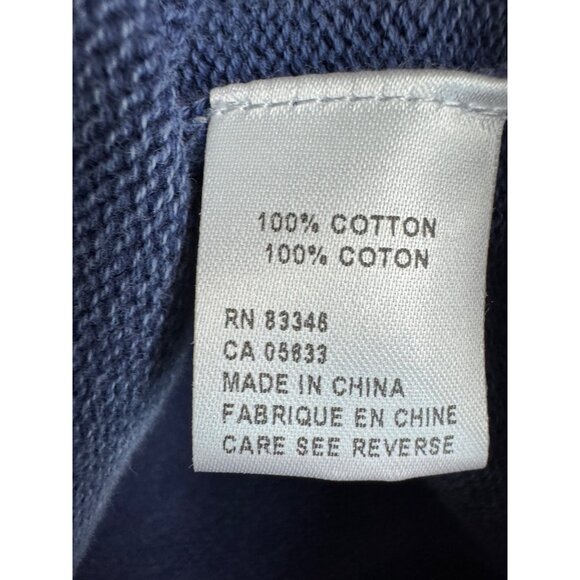 100% COTTON
100% COTON
RN 83346
CA 05633
MADE IN CHINA
FABRIQUE EN CHINE
CARE SEE REVERSE